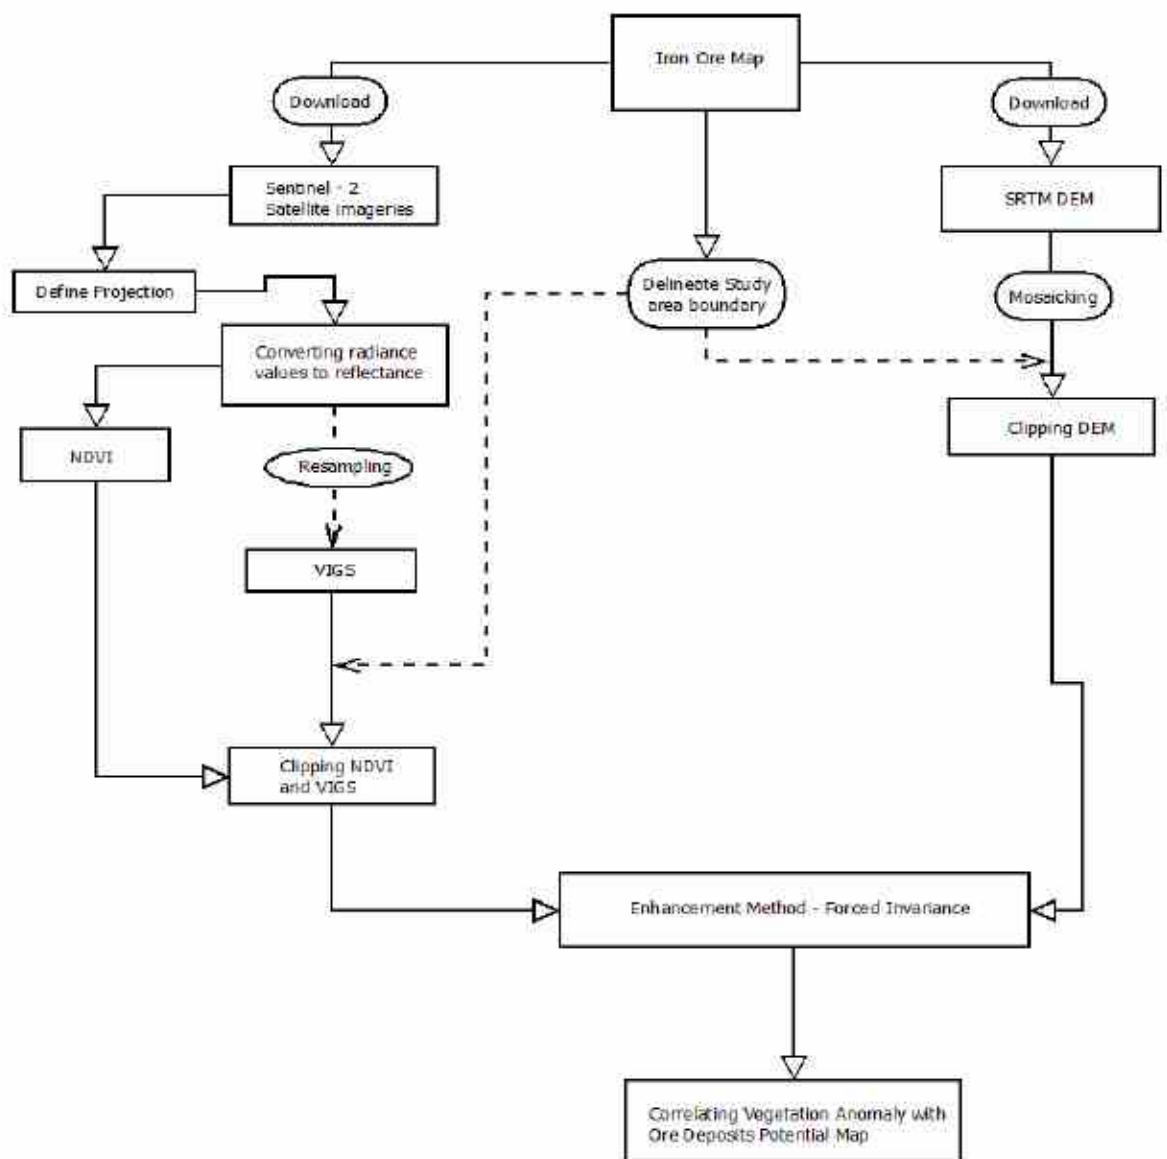 Iron Ore Map
Download
Download
Sentinel - 2
Satellite imageries
SRTM DEM
Define Projection
Delineate Study
area boundary
Mosaicking
Converting radiance
values to reflectance
NDVI
Resampling
Clipping DEM
VIGS
Clipping NDVI
and VIGS
Enhancement Method - Forced Invariance
Correlating Vegetation Anomaly with
Ore Deposits Potential Map